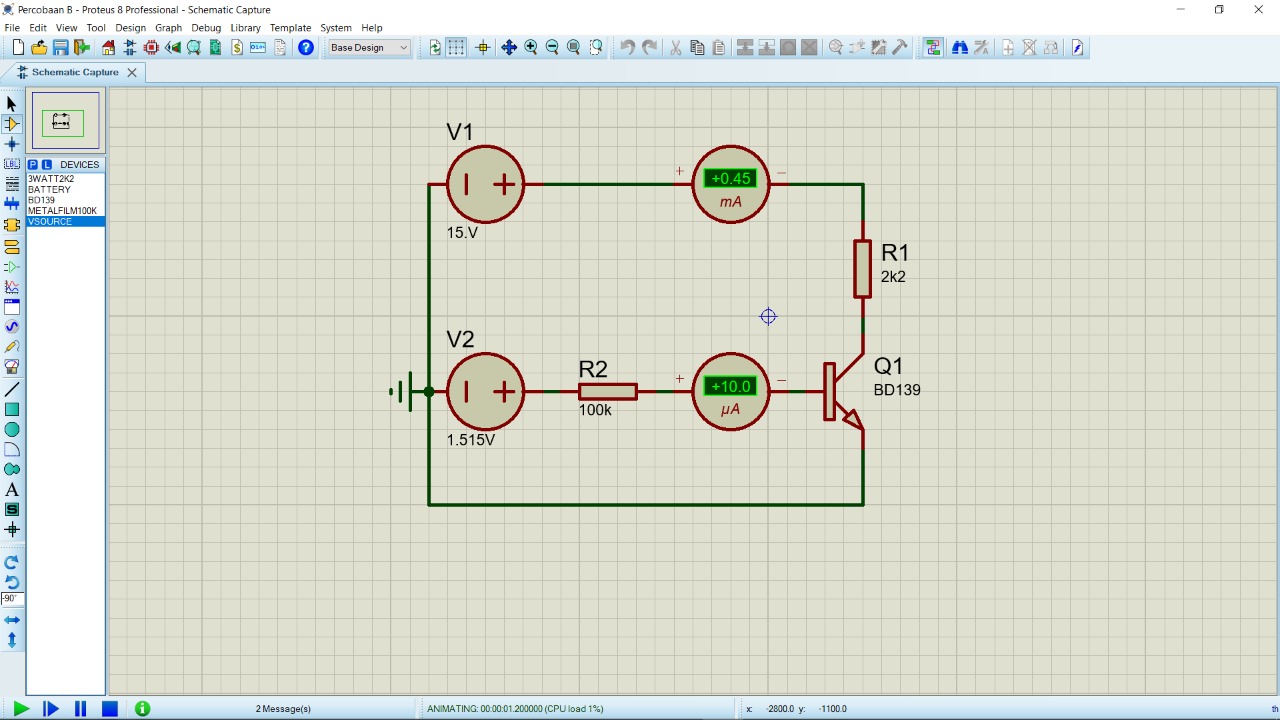 Percobaan B - Proteus 8 Professional - Schematic Capture
File Edit View Tool Design Graph Debug Library Template System Help
Base Design
Schematic Capture
P L DEVICES
3WATT2K2
BATTERY
BD139
METALFILM100K
VSOURCE
V1
+0.45
mA
15.V
R1
2k2
V2
R2
+10.0
µA
100k
1.515V
Q1
BD139
-90°
2 Message(s)
ANIMATING: 00:00:01.200000 (CPU load 1%)
x: -2800.0 y: -1100.0
th